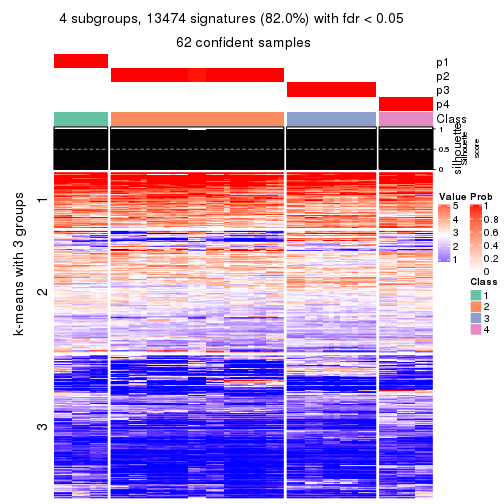 4 subgroups, 13474 signatures (82.0%) with fdr < 0.05
62 confident samples
p1
p2
p3
p4
Class
silhouette
1
0.5
0
Silhouette
score
k-means with 3 groups
1
2
3
Value
5
4
3
2
1
Prob
1
0.8
0.6
0.4
0.2
0
Class
1
2
3
4